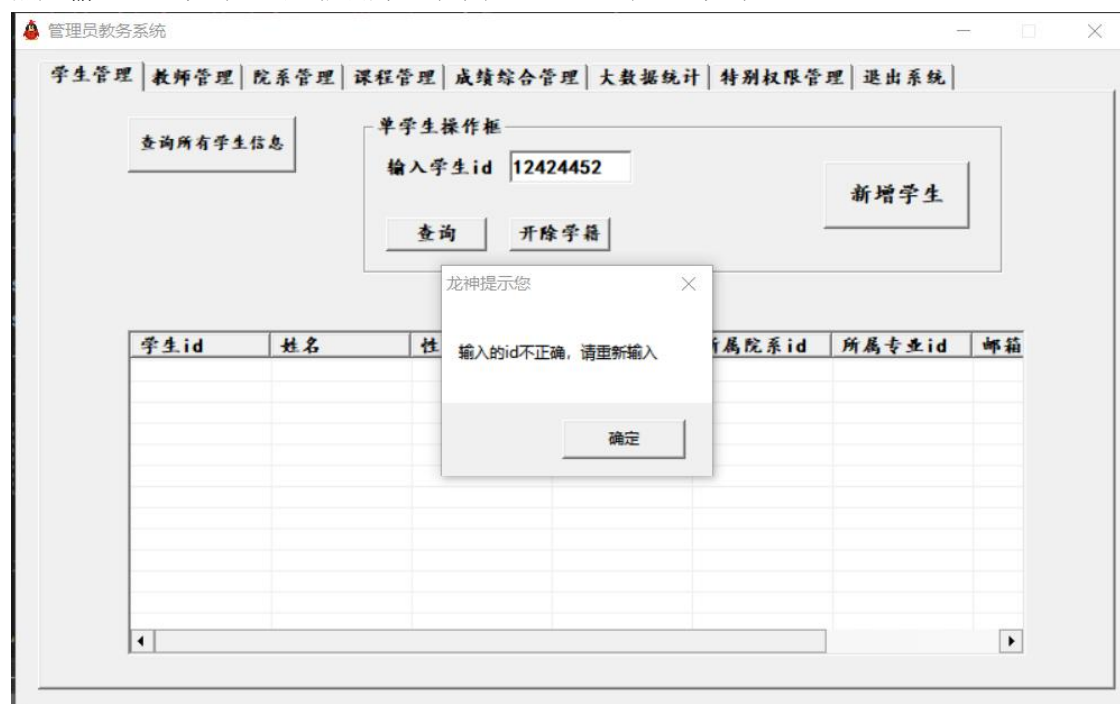 管理员教务系统
学生管理 教师管理 院系管理 课程管理 成绩综合管理 大数据统计 特别权限管理 退出系统
查询所有学生信息
单学生操作框
输入学生id 12424452
新增学生
查询 开除学籍
龙神提示您
输入的id不正确，请重新输入
确定
学生id 姓名 性 所属院系id 所属专业id 邮箱